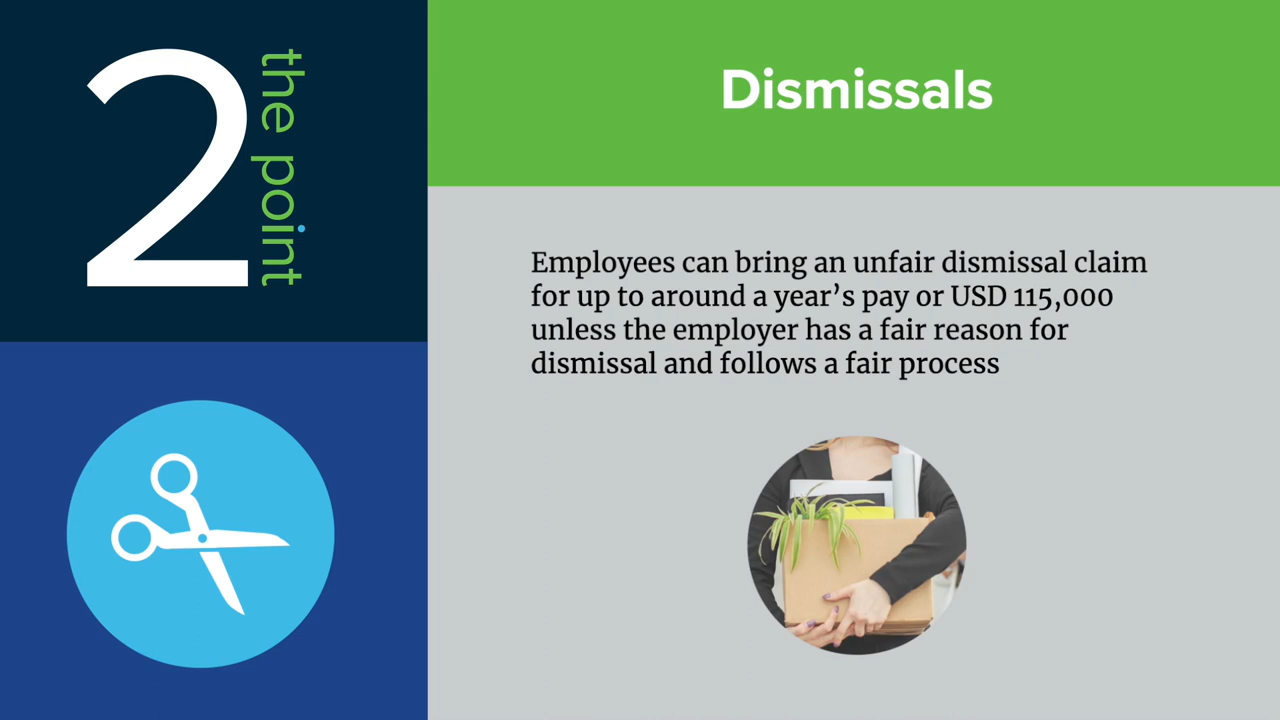 2
the point
Dismissals
Employees can bring an unfair dismissal claim
for up to around a year’s pay or USD 115,000
unless the employer has a fair reason for
dismissal and follows a fair process